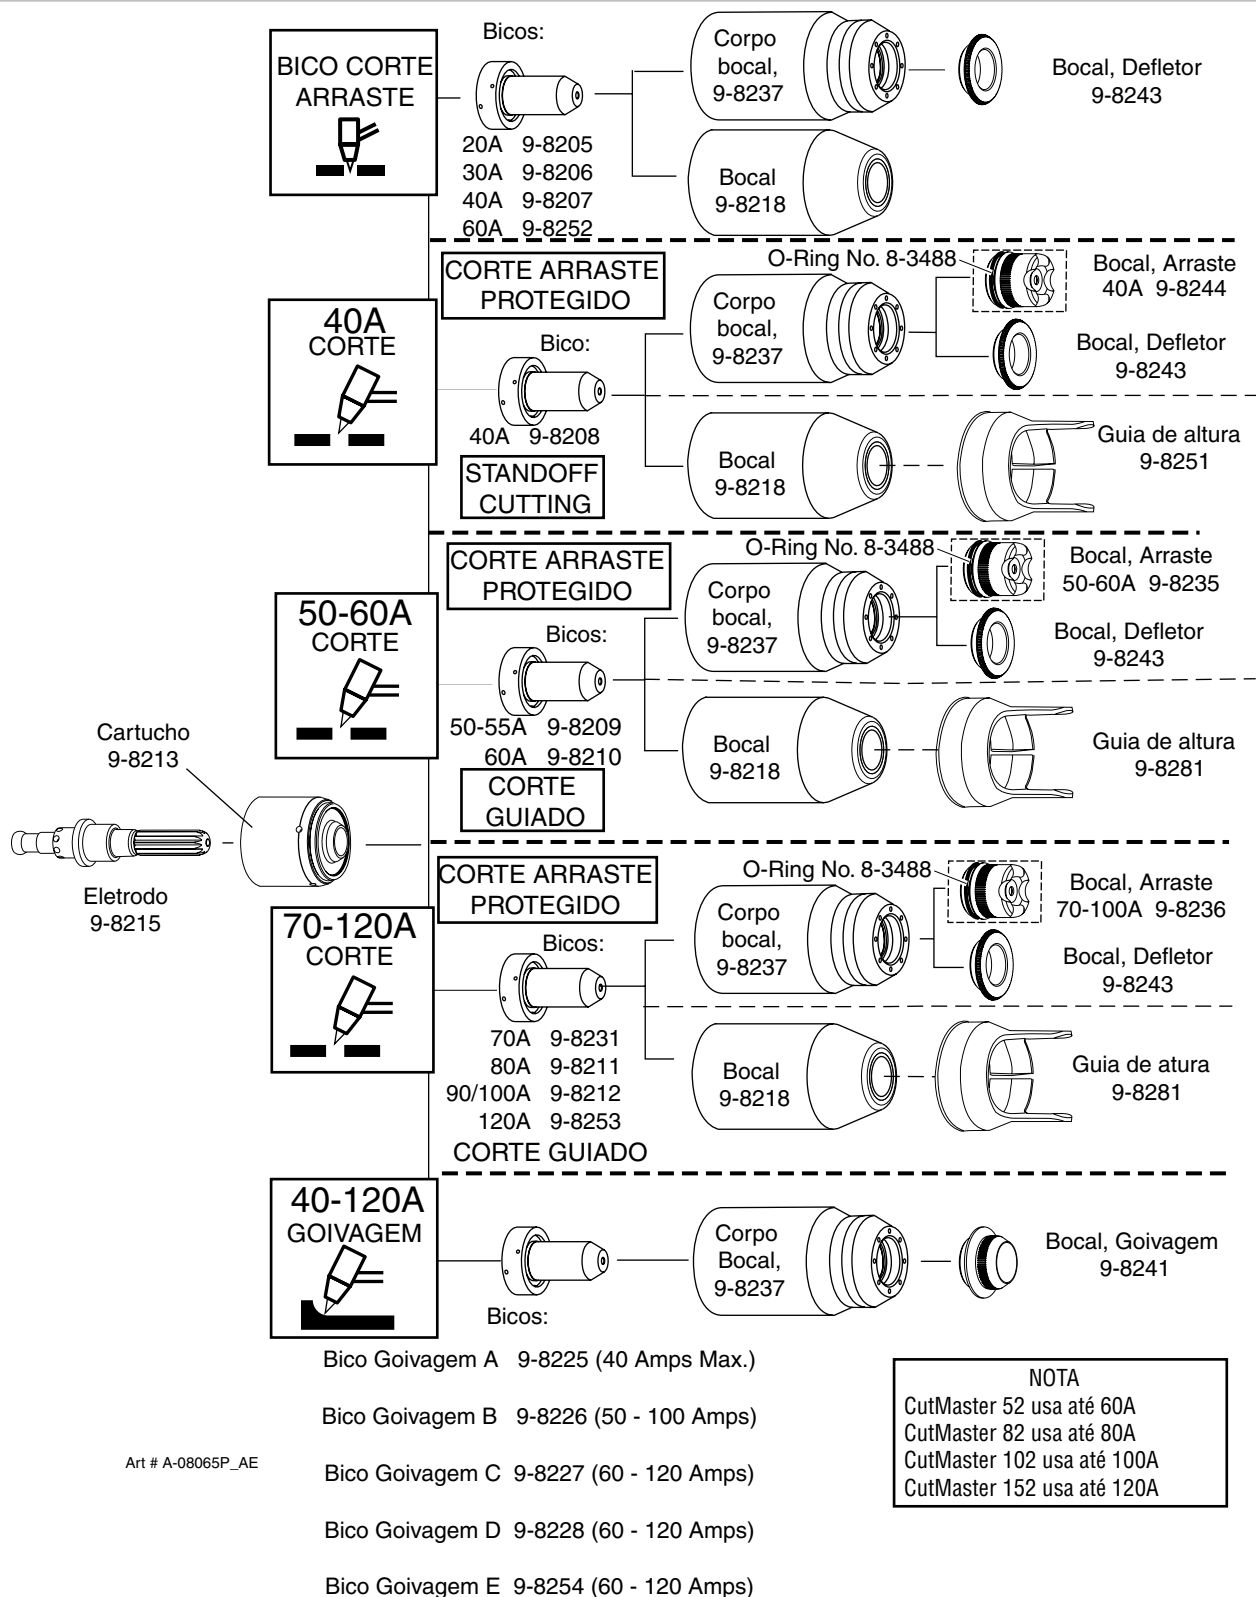 BICO CORTE
ARRASTE
Bicos:
20A 9-8205
30A 9-8206
40A 9-8207
60A 9-8252
Corpo
bocal,
9-8237
Bocal, Defletor
9-8243
Bocal
9-8218
CORTE ARRASTE
PROTEGIDO
40A
CORTE
Bico:
40A 9-8208
STANDOFF
CUTTING
O-Ring No. 8-3488
Corpo
bocal,
9-8237
Bocal, Arraste
40A 9-8244
Bocal, Defletor
9-8243
Bocal
9-8218
Guia de altura
9-8251
CORTE ARRASTE
PROTEGIDO
50-60A
CORTE
Bicos:
50-55A 9-8209
60A 9-8210
CORTE
GUIADO
O-Ring No. 8-3488
Corpo
bocal,
9-8237
Bocal, Arraste
50-60A 9-8235
Bocal, Defletor
9-8243
Bocal
9-8218
Guia de altura
9-8281
Cartucho
9-8213
Eletrodo
9-8215
CORTE ARRASTE
PROTEGIDO
70-120A
CORTE
Bicos:
70A 9-8231
80A 9-8211
90/100A 9-8212
120A 9-8253
CORTE GUIADO
O-Ring No. 8-3488
Corpo
bocal,
9-8237
Bocal, Arraste
70-100A 9-8236
Bocal, Defletor
9-8243
Bocal
9-8218
Guia de atura
9-8281
40-120A
GOIVAGEM
Bicos:
Corpo
Bocal,
9-8237
Bocal, Goivagem
9-8241
Bico Goivagem A 9-8225 (40 Amps Max.)
Bico Goivagem B 9-8226 (50 - 100 Amps)
Bico Goivagem C 9-8227 (60 - 120 Amps)
Bico Goivagem D 9-8228 (60 - 120 Amps)
Bico Goivagem E 9-8254 (60 - 120 Amps)
NOTA
CutMaster 52 usa até 60A
CutMaster 82 usa até 80A
CutMaster 102 usa até 100A
CutMaster 152 usa até 120A
Art # A-08065P_AE